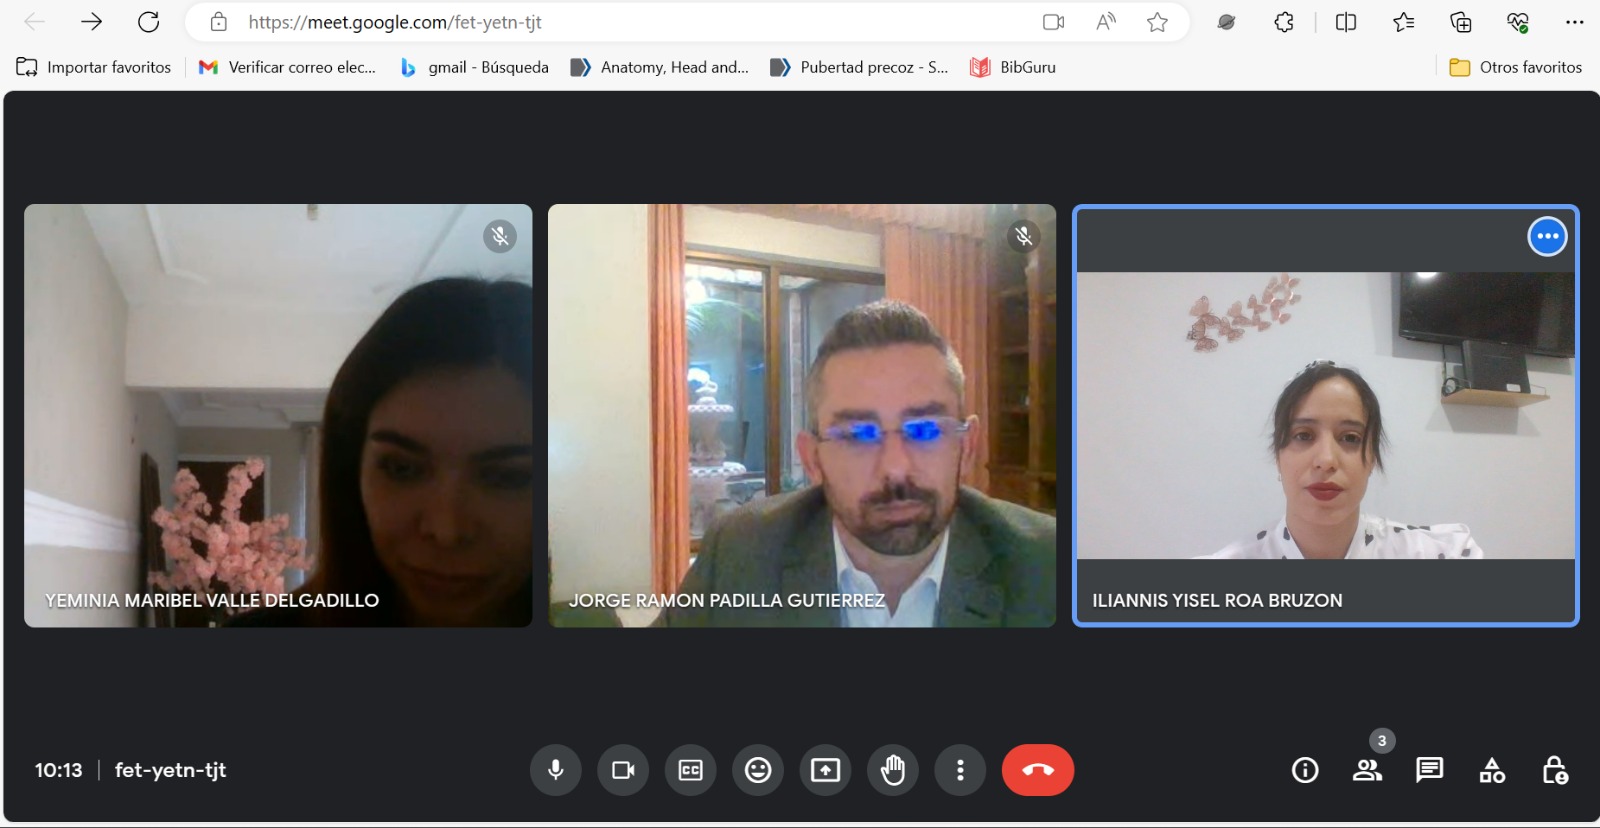 https://meet.google.com/fet-yetn-tjt
Importar favoritos
Verificar correo elec...
gmail - Búsqueda
Anatomy, Head and...
Pubertad precoz - S...
BibGuru
Otros favoritos
YEMINIA MARIBEL VALLE DELGADILLO
JORGE RAMON PADILLA GUTIERREZ
ILIANNIS YISEL ROA BRUZON
10:13 | fet-yetn-tjt
CC
3